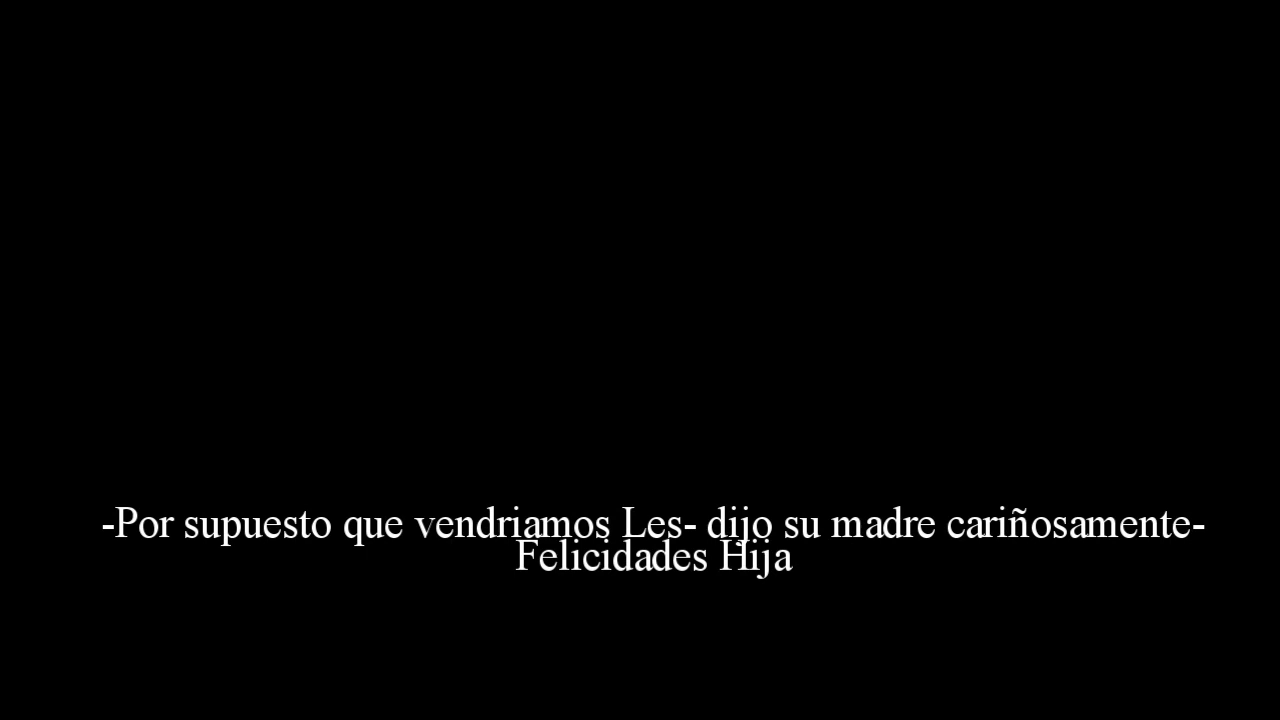 -Por supuesto que vendriamos Les- dijo su madre cariñosamente-
Felicidades Hija